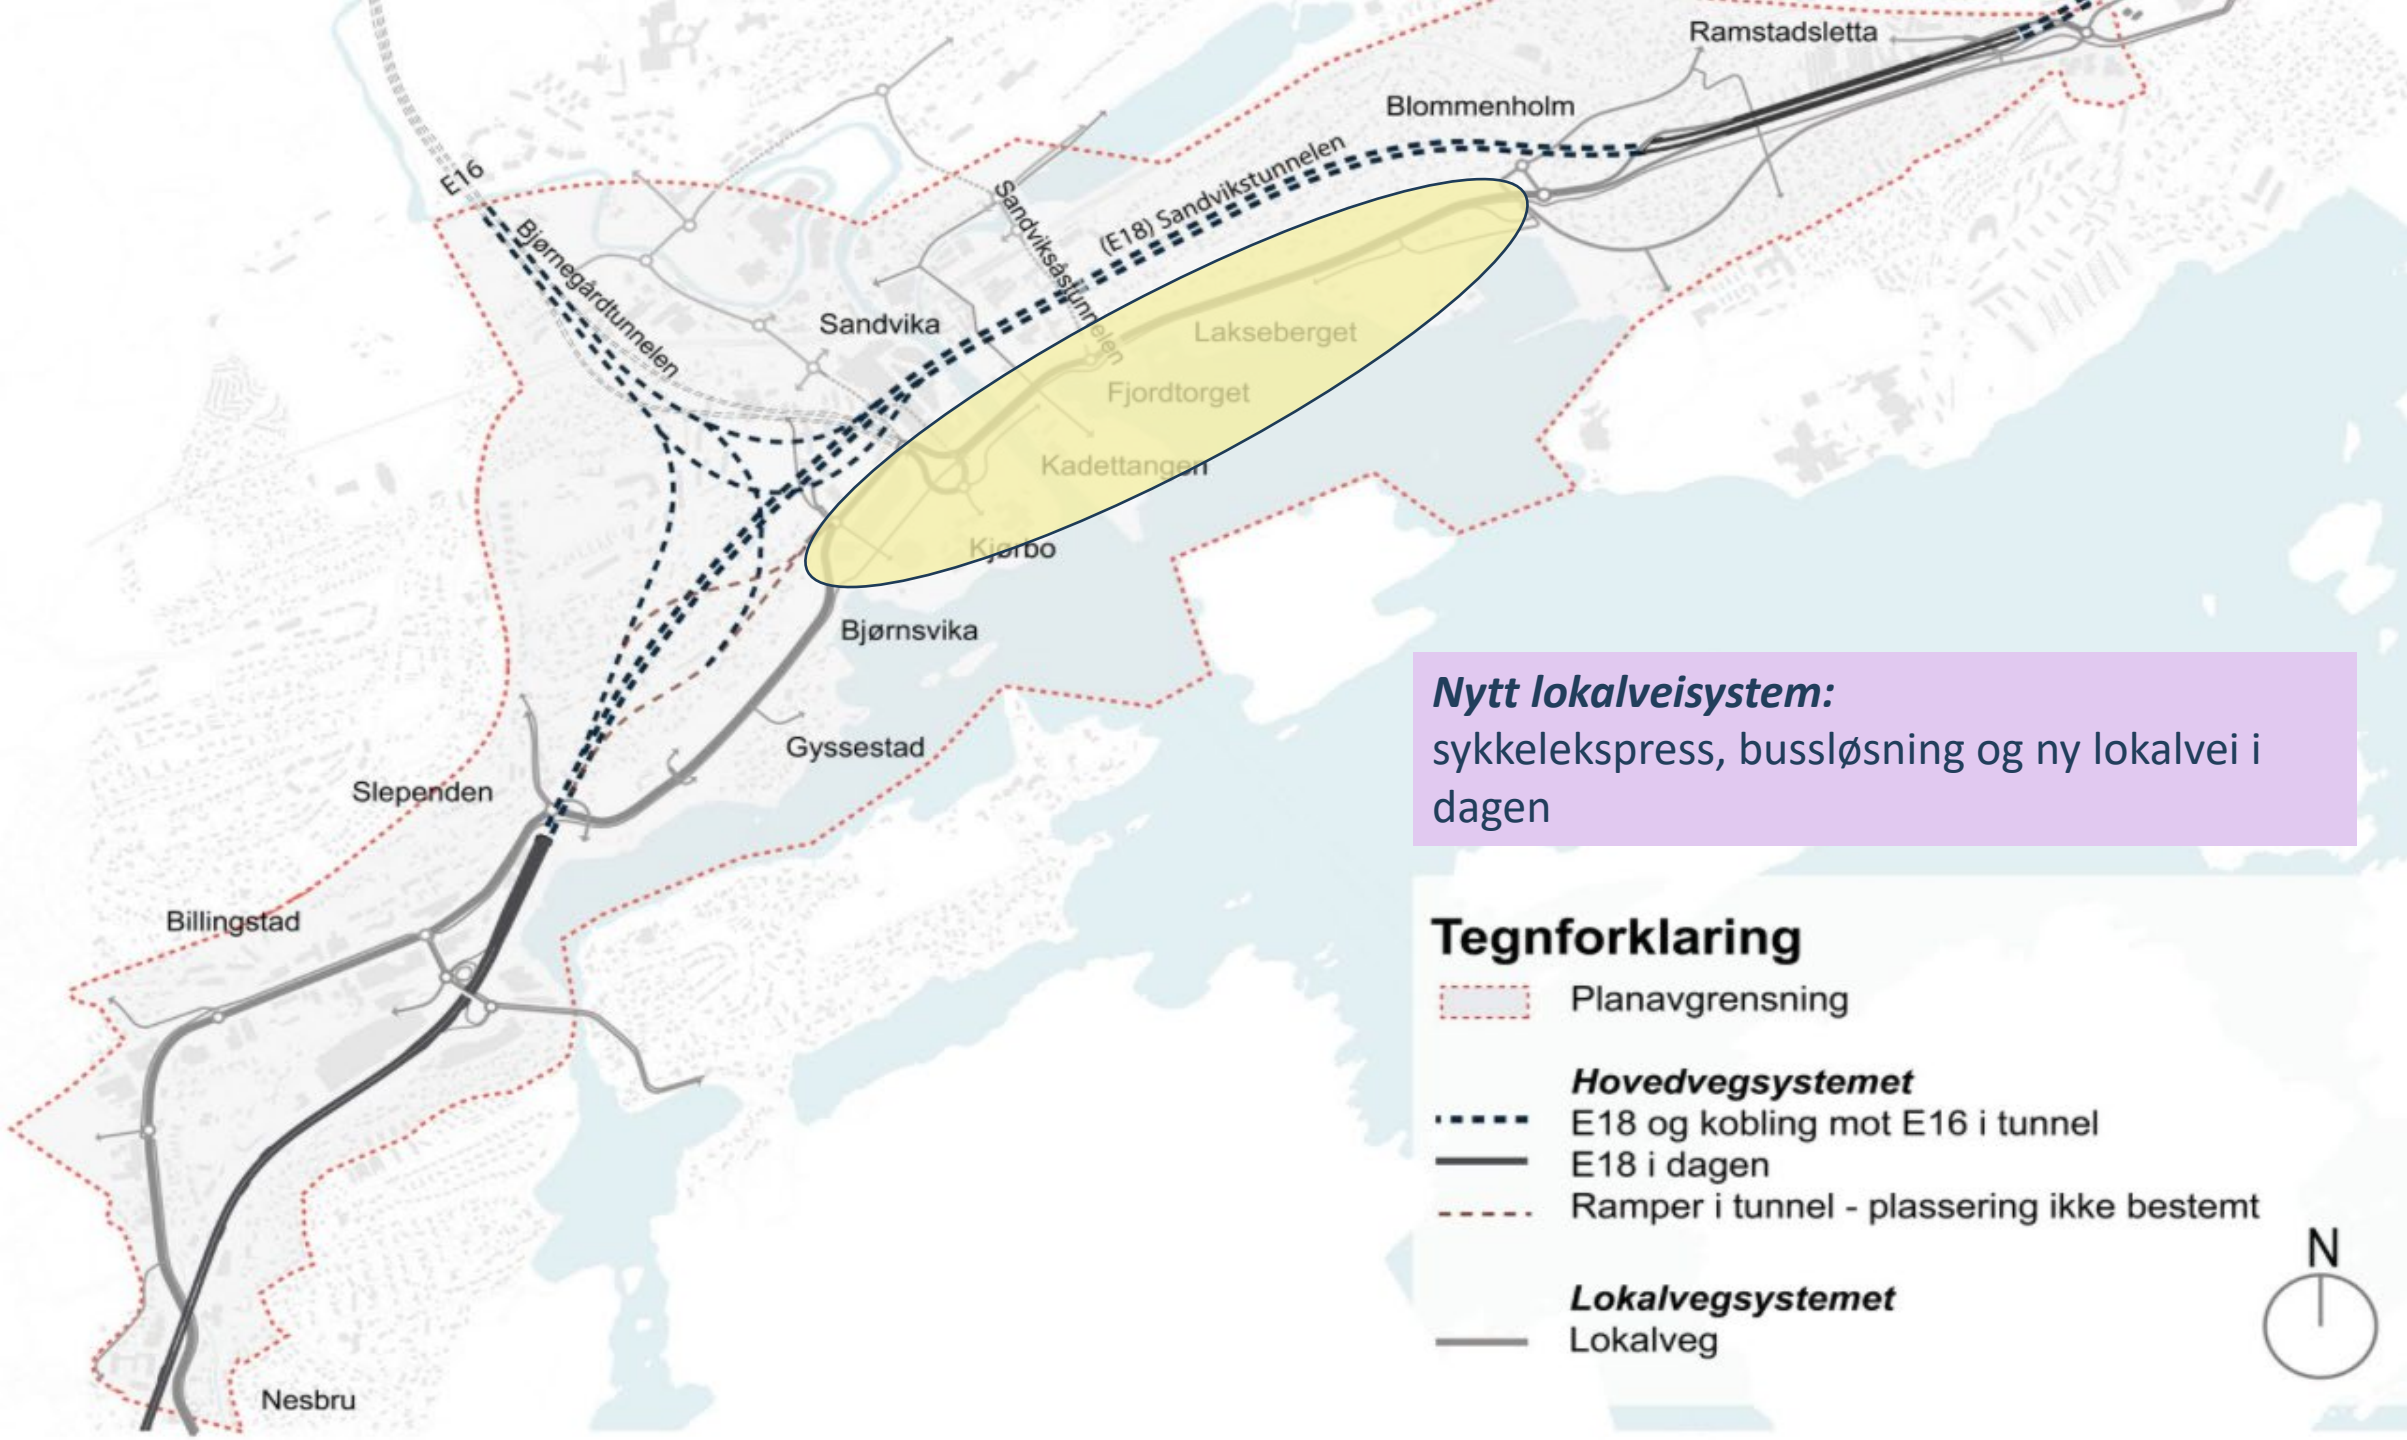 Ramstadsletta
Blommenholm
E16
(E18) Sandvikstunnelen
Sandviksåstunnelen
Bjørnegårdtunnelen
Sandvika
Lakseberget
Fjordtorget
Kadettangen
Kjørbo
Bjørnsvika
Gyssestad
Slependen
Billingstad
Nesbru
Nytt lokalveisystem:
sykkelekspress, bussløsning og ny lokalvei i
dagen
Tegnforklaring
Planavgrensning
Hovedvegsystemet
E18 og kobling mot E16 i tunnel
E18 i dagen
Ramper i tunnel - plassering ikke bestemt
Lokalvegsystemet
Lokalveg
N